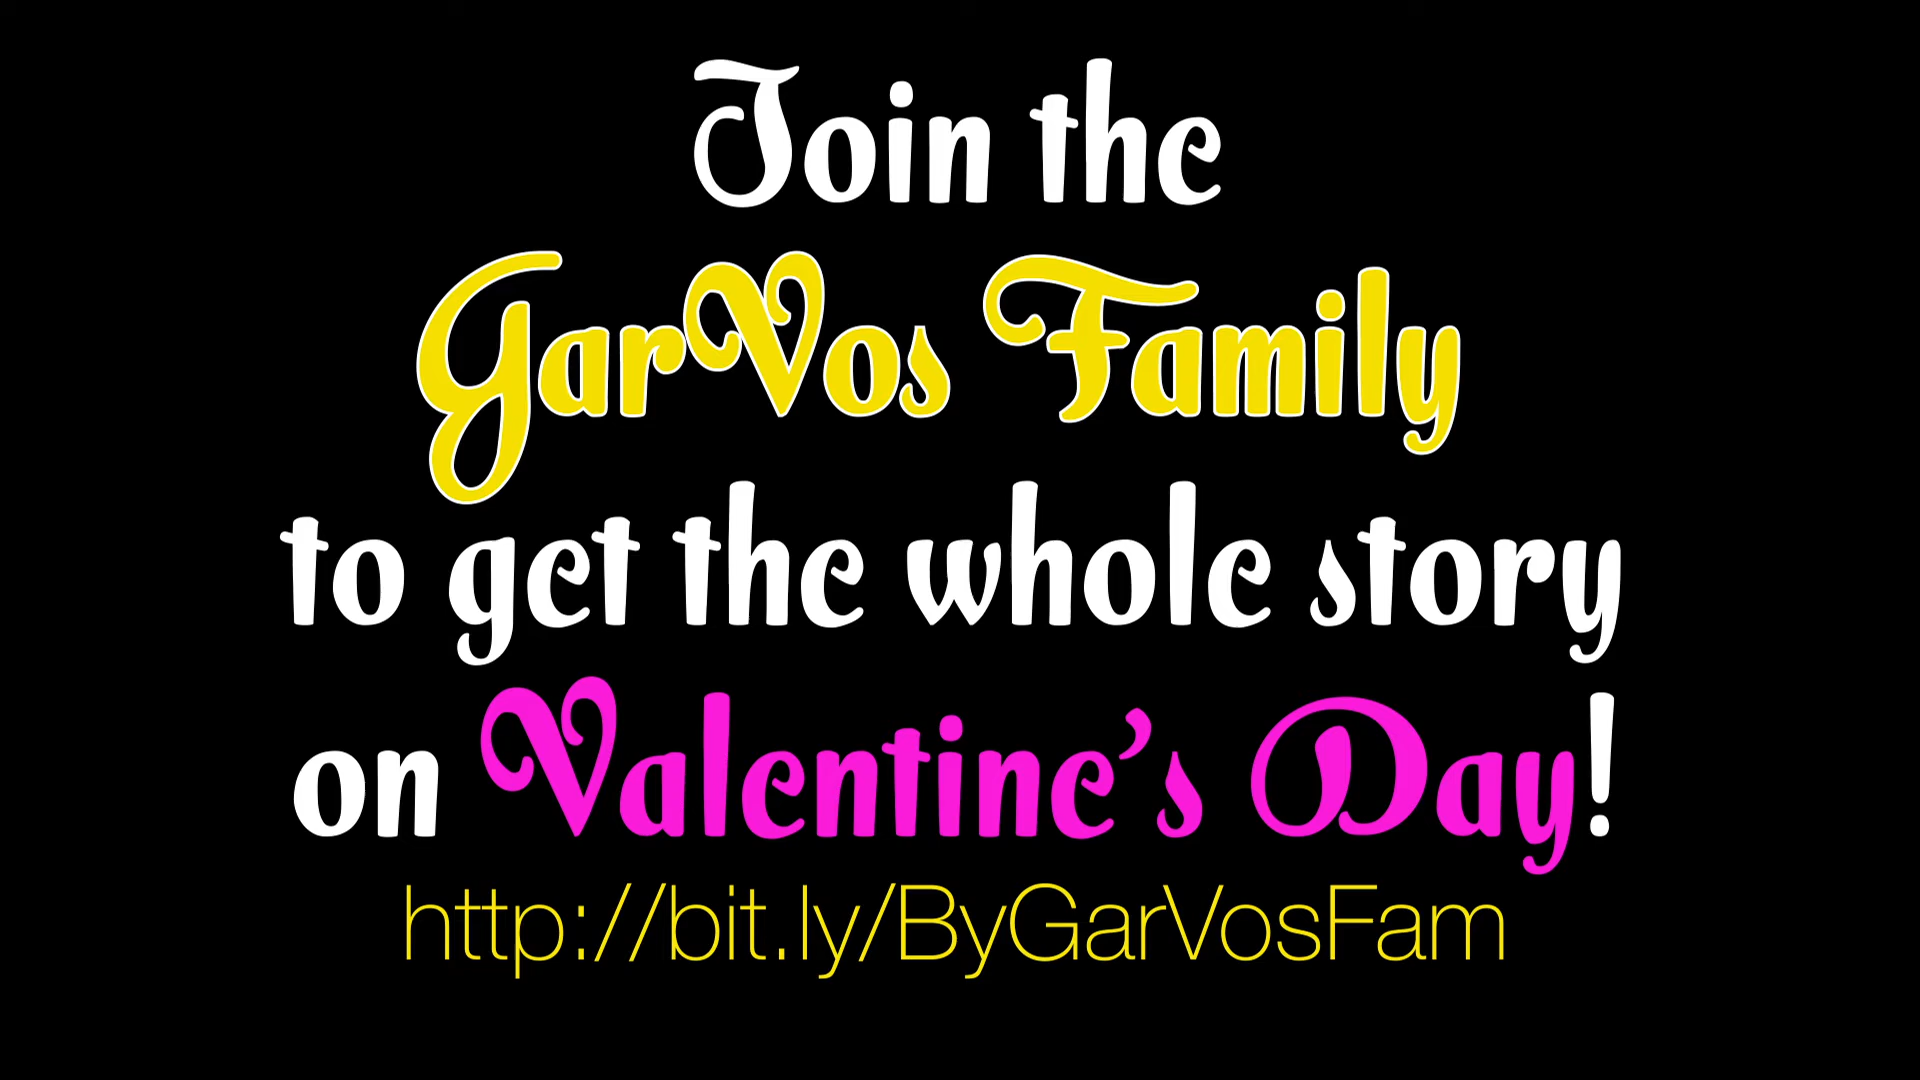 Join the
GarVos Family
to get the whole story
on Valentine's Day!
http://bit.ly/ByGarVosFam